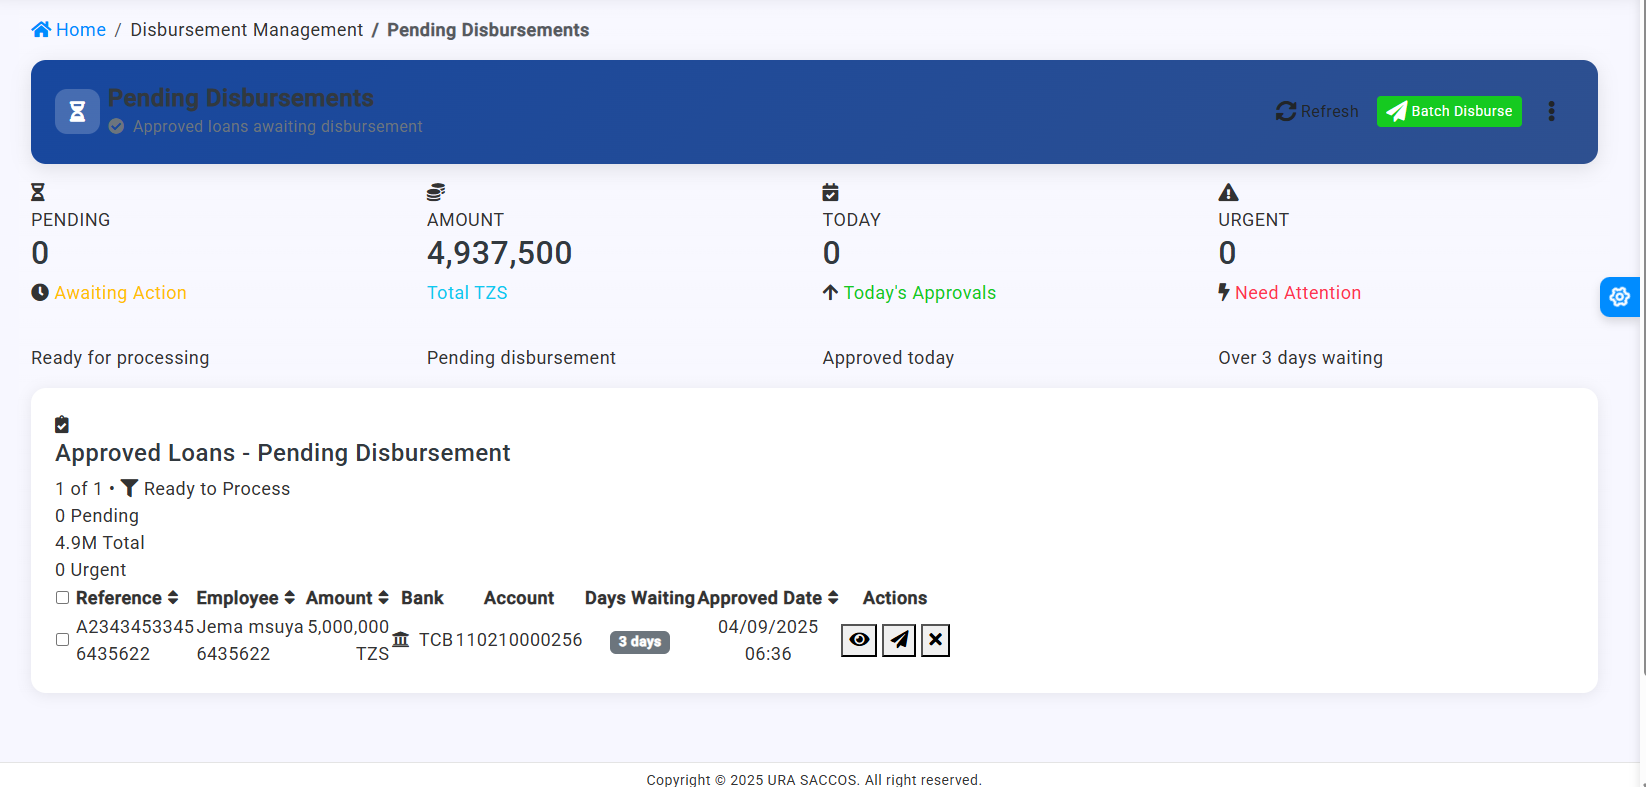 Home / Disbursement Management / Pending Disbursements
Pending Disbursements
Approved loans awaiting disbursement
Refresh
Batch Disburse
PENDING
0
Awaiting Action
Ready for processing
AMOUNT
4,937,500
Total TZS
Pending disbursement
TODAY
0
Today's Approvals
Approved today
URGENT
0
Need Attention
Over 3 days waiting
Approved Loans - Pending Disbursement
1 of 1 • Ready to Process
0 Pending
4.9M Total
0 Urgent
Reference Employee Amount Bank Account Days Waiting Approved Date Actions
A2343453345 Jema msuya 5,000,000 TCB 110210000256 3 days 04/09/2025
6435622 6435622 TZS 06:36
Copyright © 2025 URA SACCOS. All right reserved.